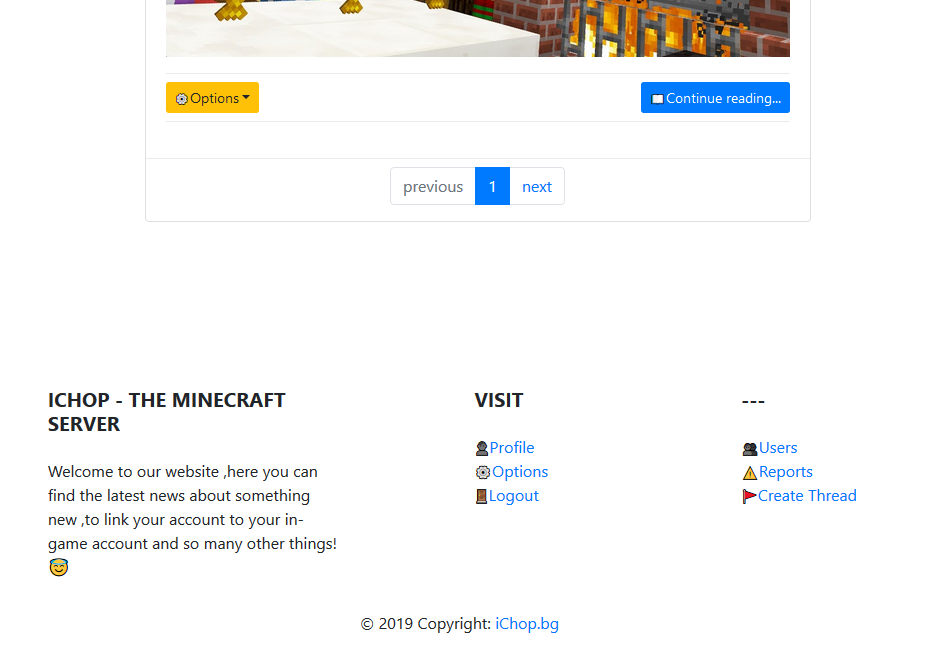 Options
Continue reading...
previous 1 next
ICHOP - THE MINECRAFT
SERVER
Welcome to our website ,here you can
find the latest news about something
new ,to link your account to your in-
game account and so many other things!
VISIT
Profile
Options
Logout
---
Users
Reports
Create Thread
© 2019 Copyright: iChop.bg